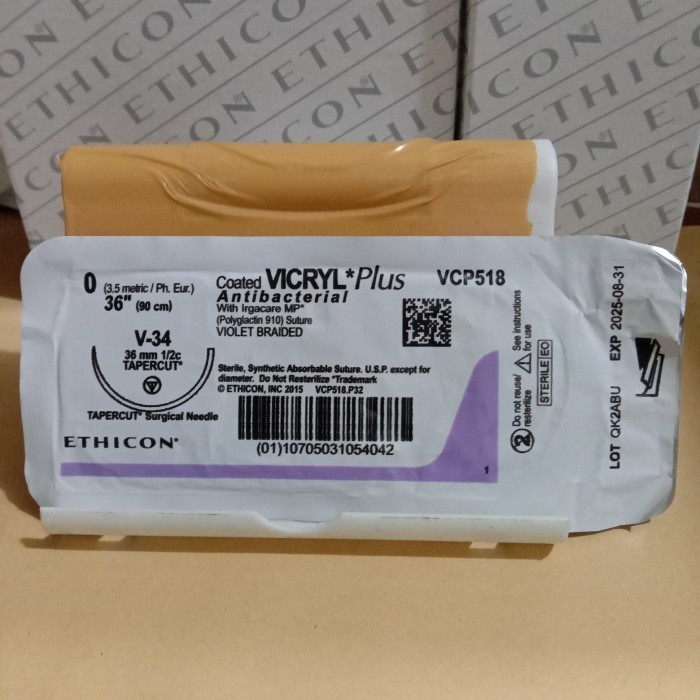 ETHICON ETHICON ETHICON
ETHICON ETHICON ETHICON
0 (3.5 metric / Ph. Eur.)
36" (90 cm)
V-34
36 mm 1/2c
TAPERCUT*
TAPERCUT* Surgical Needle
ETHICON*
Coated VICRYL* Plus
Antibacterial
With Irgacare MP*
(Polyglactin 910) Suture
VIOLET BRAIDED
VCP518
Sterile, Synthetic Absorbable Suture. U.S.P. except for
diameter. Do Not Resterilize *Trademark
© ETHICON, INC 2015 VCP518.P32
(01)10705031054042
1
2
Do not reuse/
resterilize
See instructions
for use
STERILE EO
LOT QK2ABU EXP 2025-08-31